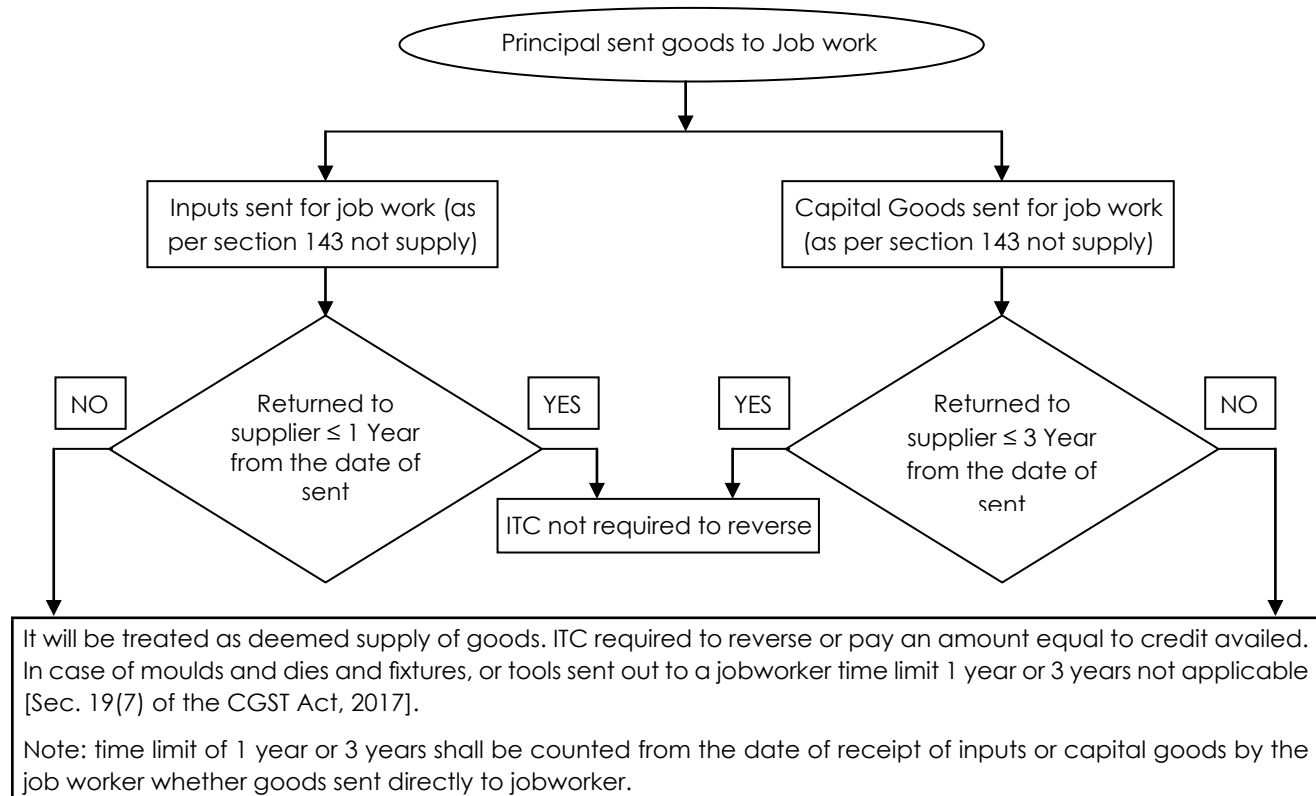 Principal sent goods to Job work
Inputs sent for job work (as
per section 143 not supply)
Capital Goods sent for job work
(as per section 143 not supply)
NO
Returned to
supplier ≤ 1 Year
from the date of
sent
YES
YES
Returned to
supplier ≤ 3 Year
from the date of
sent
NO
ITC not required to reverse
It will be treated as deemed supply of goods. ITC required to reverse or pay an amount equal to credit availed.
In case of moulds and dies and fixtures, or tools sent out to a jobworker time limit 1 year or 3 years not applicable
[Sec. 19(7) of the CGST Act, 2017].
Note: time limit of 1 year or 3 years shall be counted from the date of receipt of inputs or capital goods by the
job worker whether goods sent directly to jobworker.